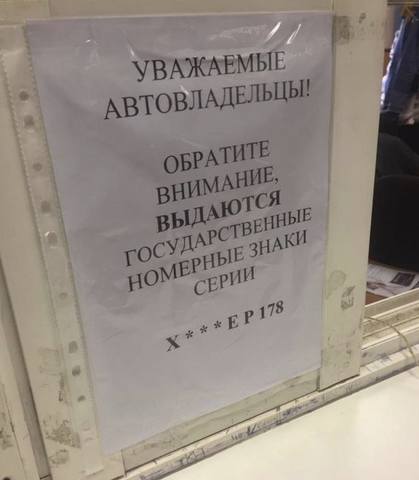 УВАЖАЕМЫЕ
АВТОВЛАДЕЛЬЦЫ!
ОБРАТИТЕ
ВНИМАНИЕ,
ВЫДАЮТСЯ
ГОСУДАРСТВЕННЫЕ
НОМЕРНЫЕ ЗНАКИ
СЕРИИ
Х * * * Е Р 178